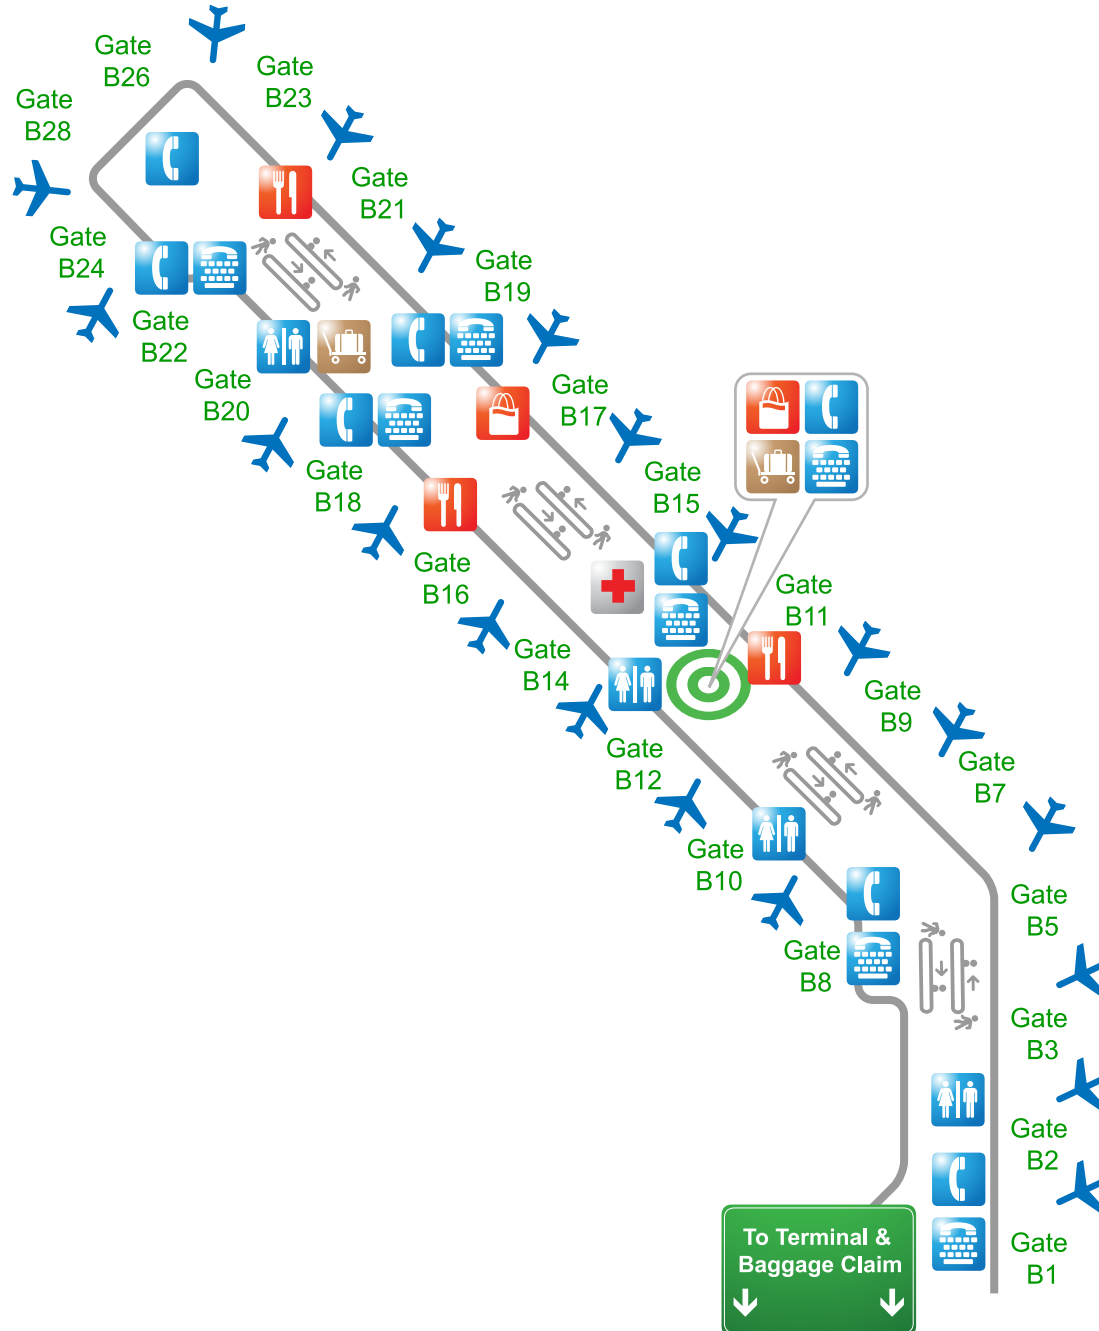 Gate
B26
Gate
B23
Gate
B28
Gate
B21
Gate
B24
Gate
B19
Gate
B22
Gate
B20
Gate
B17
Gate
B18
Gate
B15
Gate
B16
Gate
B11
Gate
B14
Gate
B9
Gate
B12
Gate
B7
Gate
B10
Gate
B5
Gate
B8
Gate
B3
Gate
B2
Gate
B1
To Terminal &
Baggage Claim